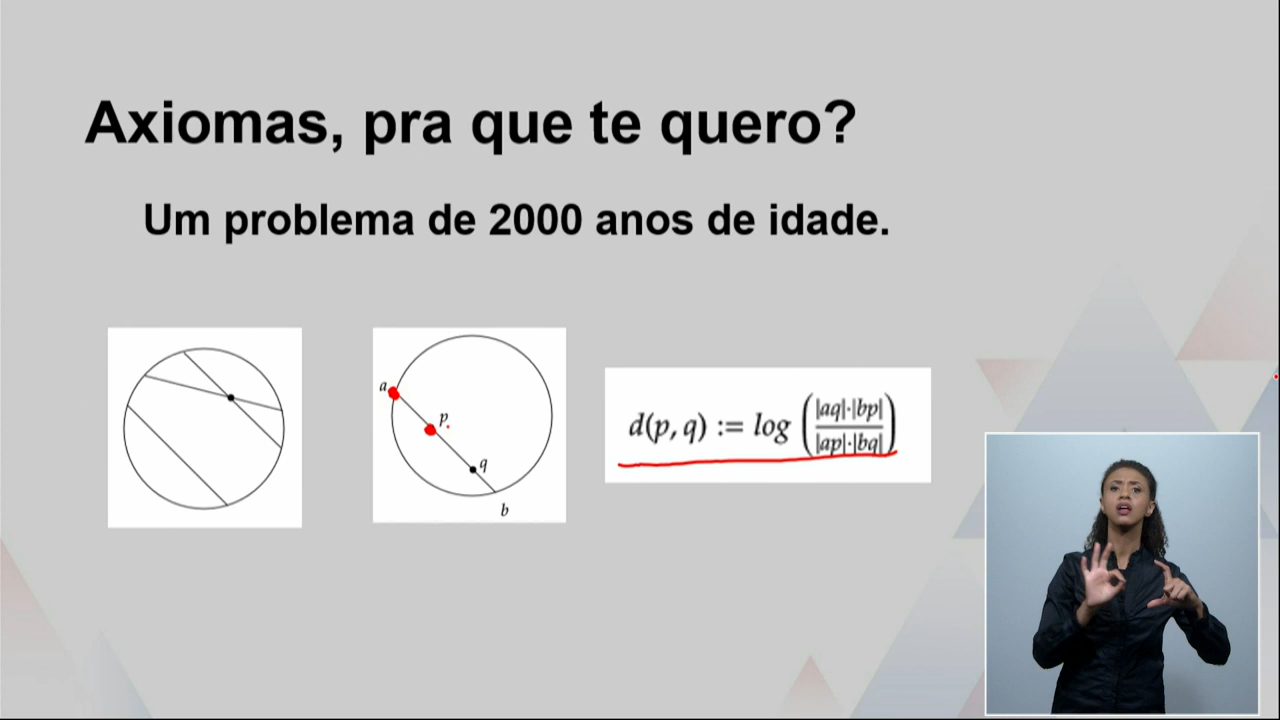 Axiomas, pra que te quero?
Um problema de 2000 anos de idade.
a
p
q
b
d(p, q) := log (|aq|·|bp| / |ap|·|bq|)